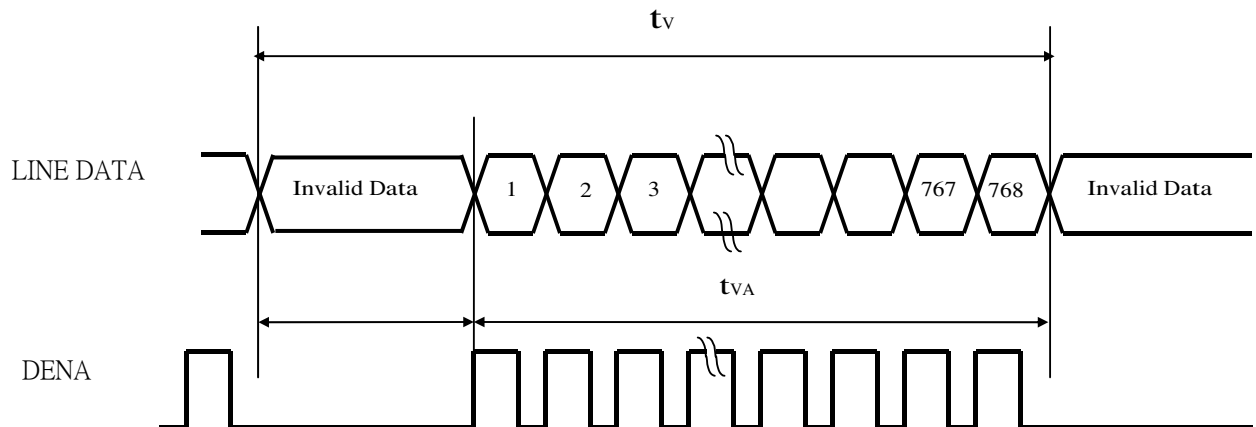 tV
LINE DATA
Invalid Data 1 2 3 767 768 Invalid Data
tVA
DENA